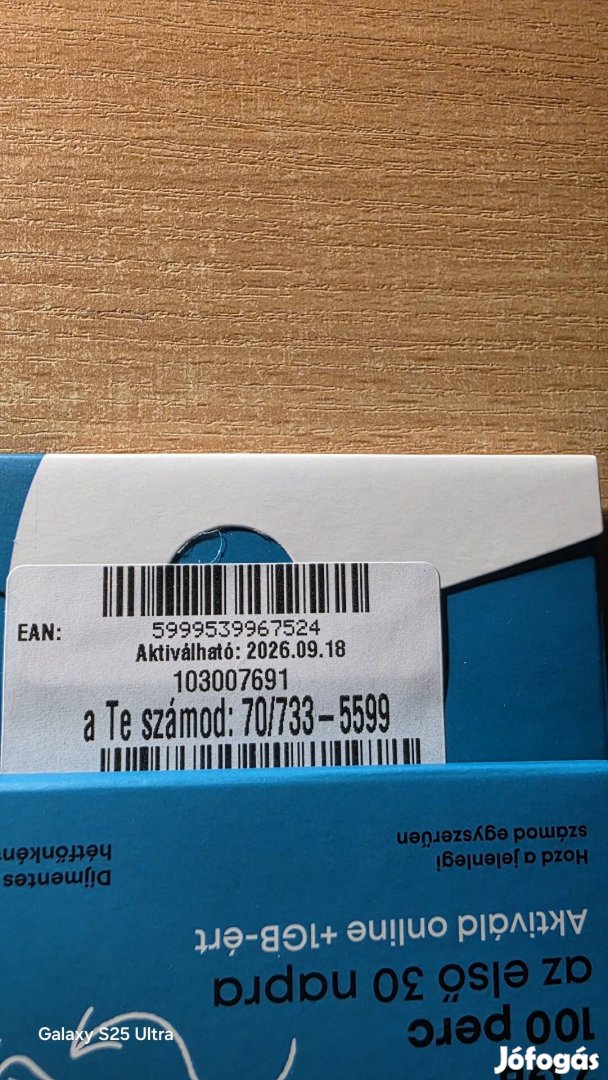 EAN:
5999539967524
Aktiválható: 2026.09.18
103007691
a Te számod: 70/733-5599
Díjmentes
Hozd a jelenlegi
számod egyszerűen
Aktiváld online +1GB-ért
az első 30 napra
100 perc
Galaxy S25 Ultra
Jófogás